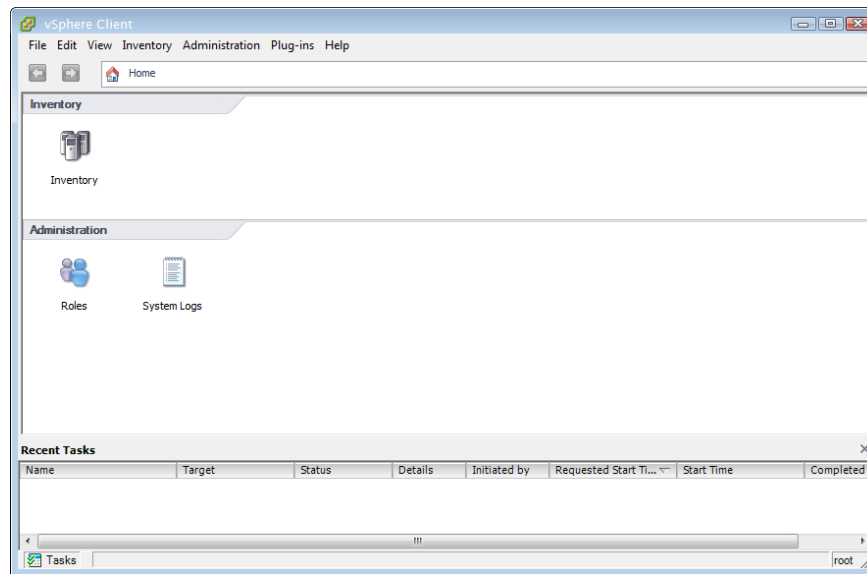 vSphere Client
File Edit View Inventory Administration Plug-ins Help
Home
Inventory
Inventory
Administration
Roles System Logs
Recent Tasks
Name Target Status Details Initiated by Requested Start Ti... Start Time Completed
Tasks root